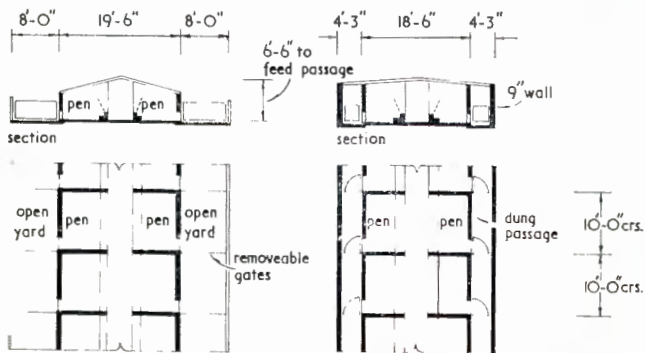 8'-0" 19'-6" 8'-0"
4'-3" 18'-6" 4'-3"
6'-6" to
feed passage
pen pen
9" wall
section
section
open
yard
pen
pen
open
yard
removeable
gates
pen
pen
dung
passage
10'-0" crs.
10'-0" crs.